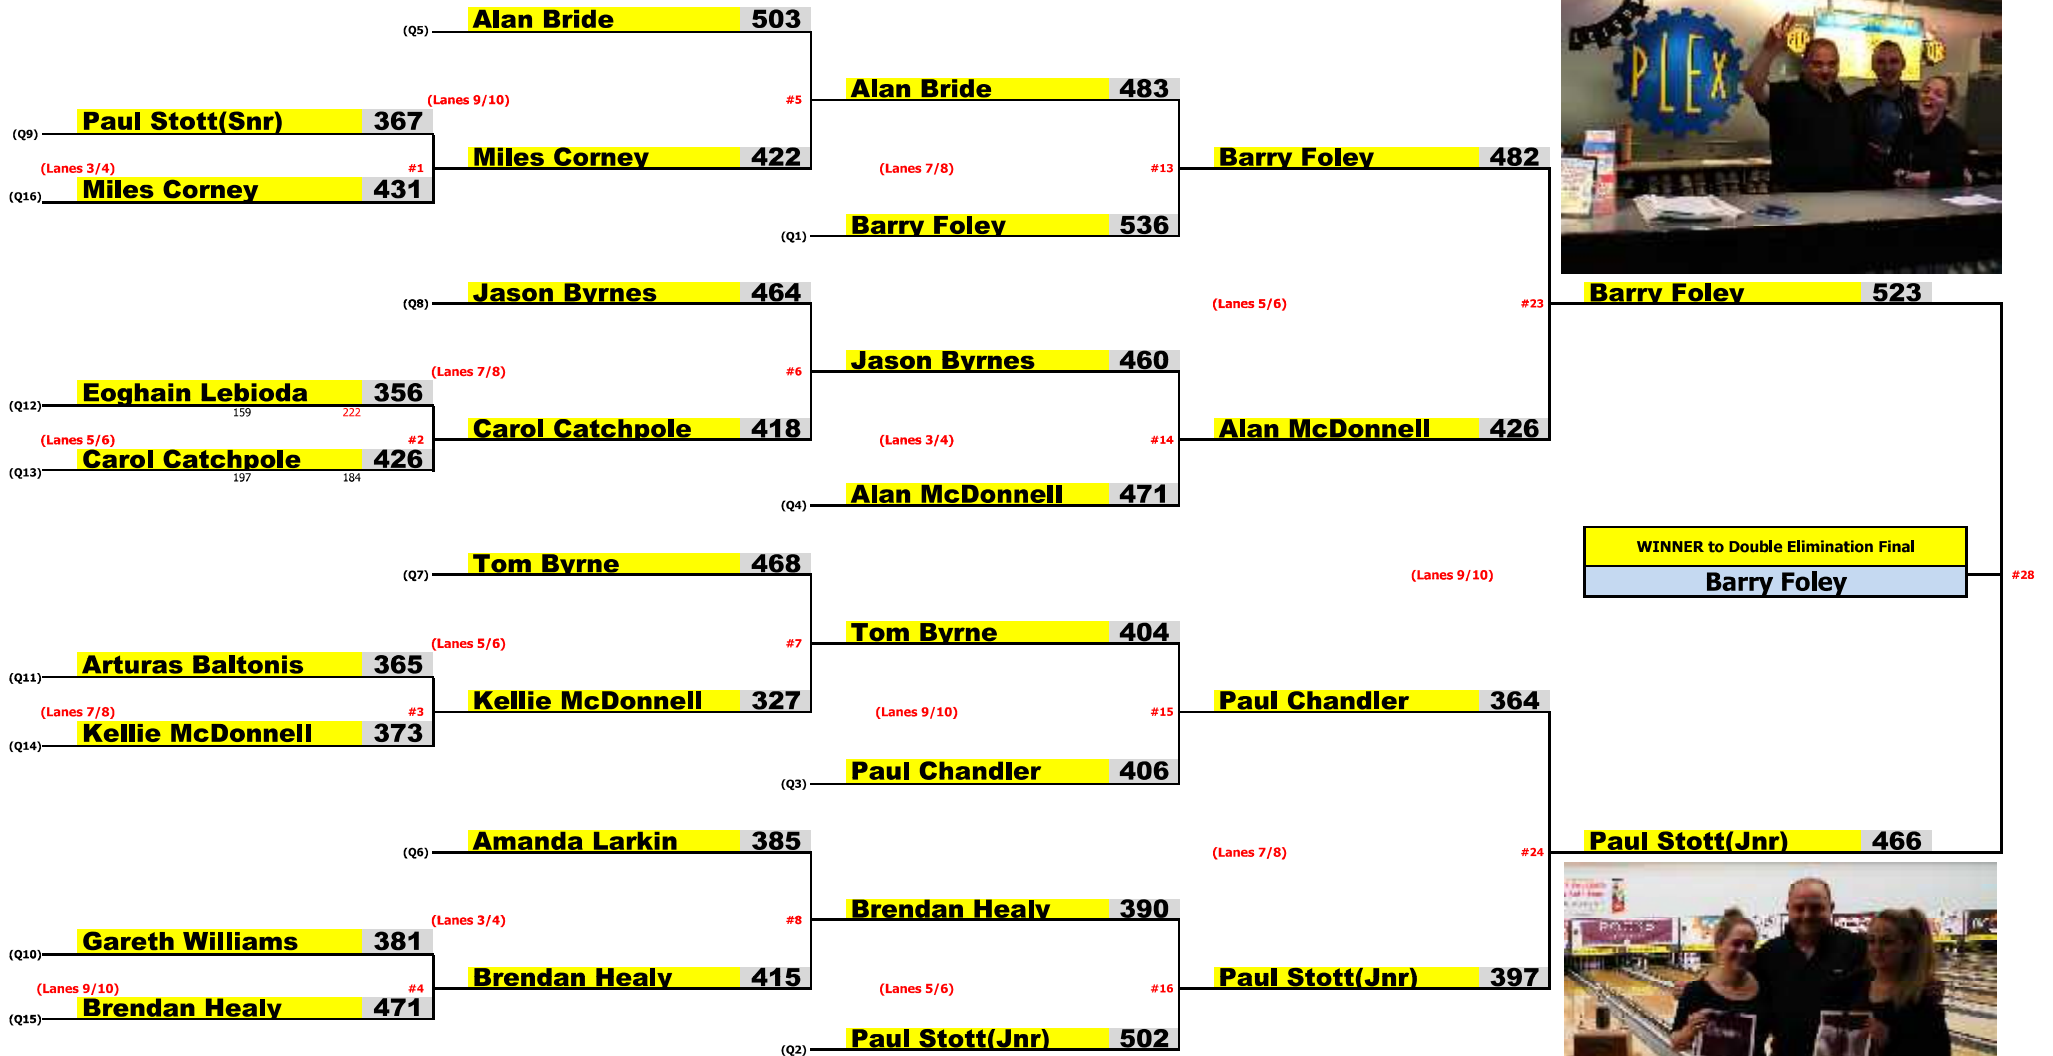 (Q5) Alan Bride 503
(Lanes 9/10) #5
Alan Bride 483
(Q9) Paul Stott(Snr) 367
(Lanes 3/4) #1
Miles Corney 422
(Lanes 7/8) #13
Barry Foley 482
(Q16) Miles Corney 431
(Q1) Barry Foley 536
(Q8) Jason Byrnes 464
(Lanes 5/6) #23
Barry Foley 523
(Lanes 7/8) #6
Jason Byrnes 460
(Q12) Eoghain Lebioda 356
159 222
(Lanes 5/6) #2
Carol Catchpole 418
(Lanes 3/4) #14
Alan McDonnell 426
(Q13) Carol Catchpole 426
197 184
(Q4) Alan McDonnell 471
WINNER to Double Elimination Final
(Q7) Tom Byrne 468
(Lanes 9/10)
Barry Foley
#28
(Lanes 5/6) #7
Tom Byrne 404
(Q11) Arturas Baltonis 365
(Lanes 7/8) #3
Kellie McDonnell 327
(Lanes 9/10) #15
Paul Chandler 364
(Q14) Kellie McDonnell 373
(Q3) Paul Chandler 406
(Q6) Amanda Larkin 385
(Lanes 7/8) #24
Paul Stott(Jnr) 466
(Lanes 3/4) #8
Brendan Healy 390
(Q10) Gareth Williams 381
(Lanes 9/10) #4
Brendan Healy 415
(Lanes 5/6) #16
Paul Stott(Jnr) 397
(Q15) Brendan Healy 471
(Q2) Paul Stott(Jnr) 502
PLEX